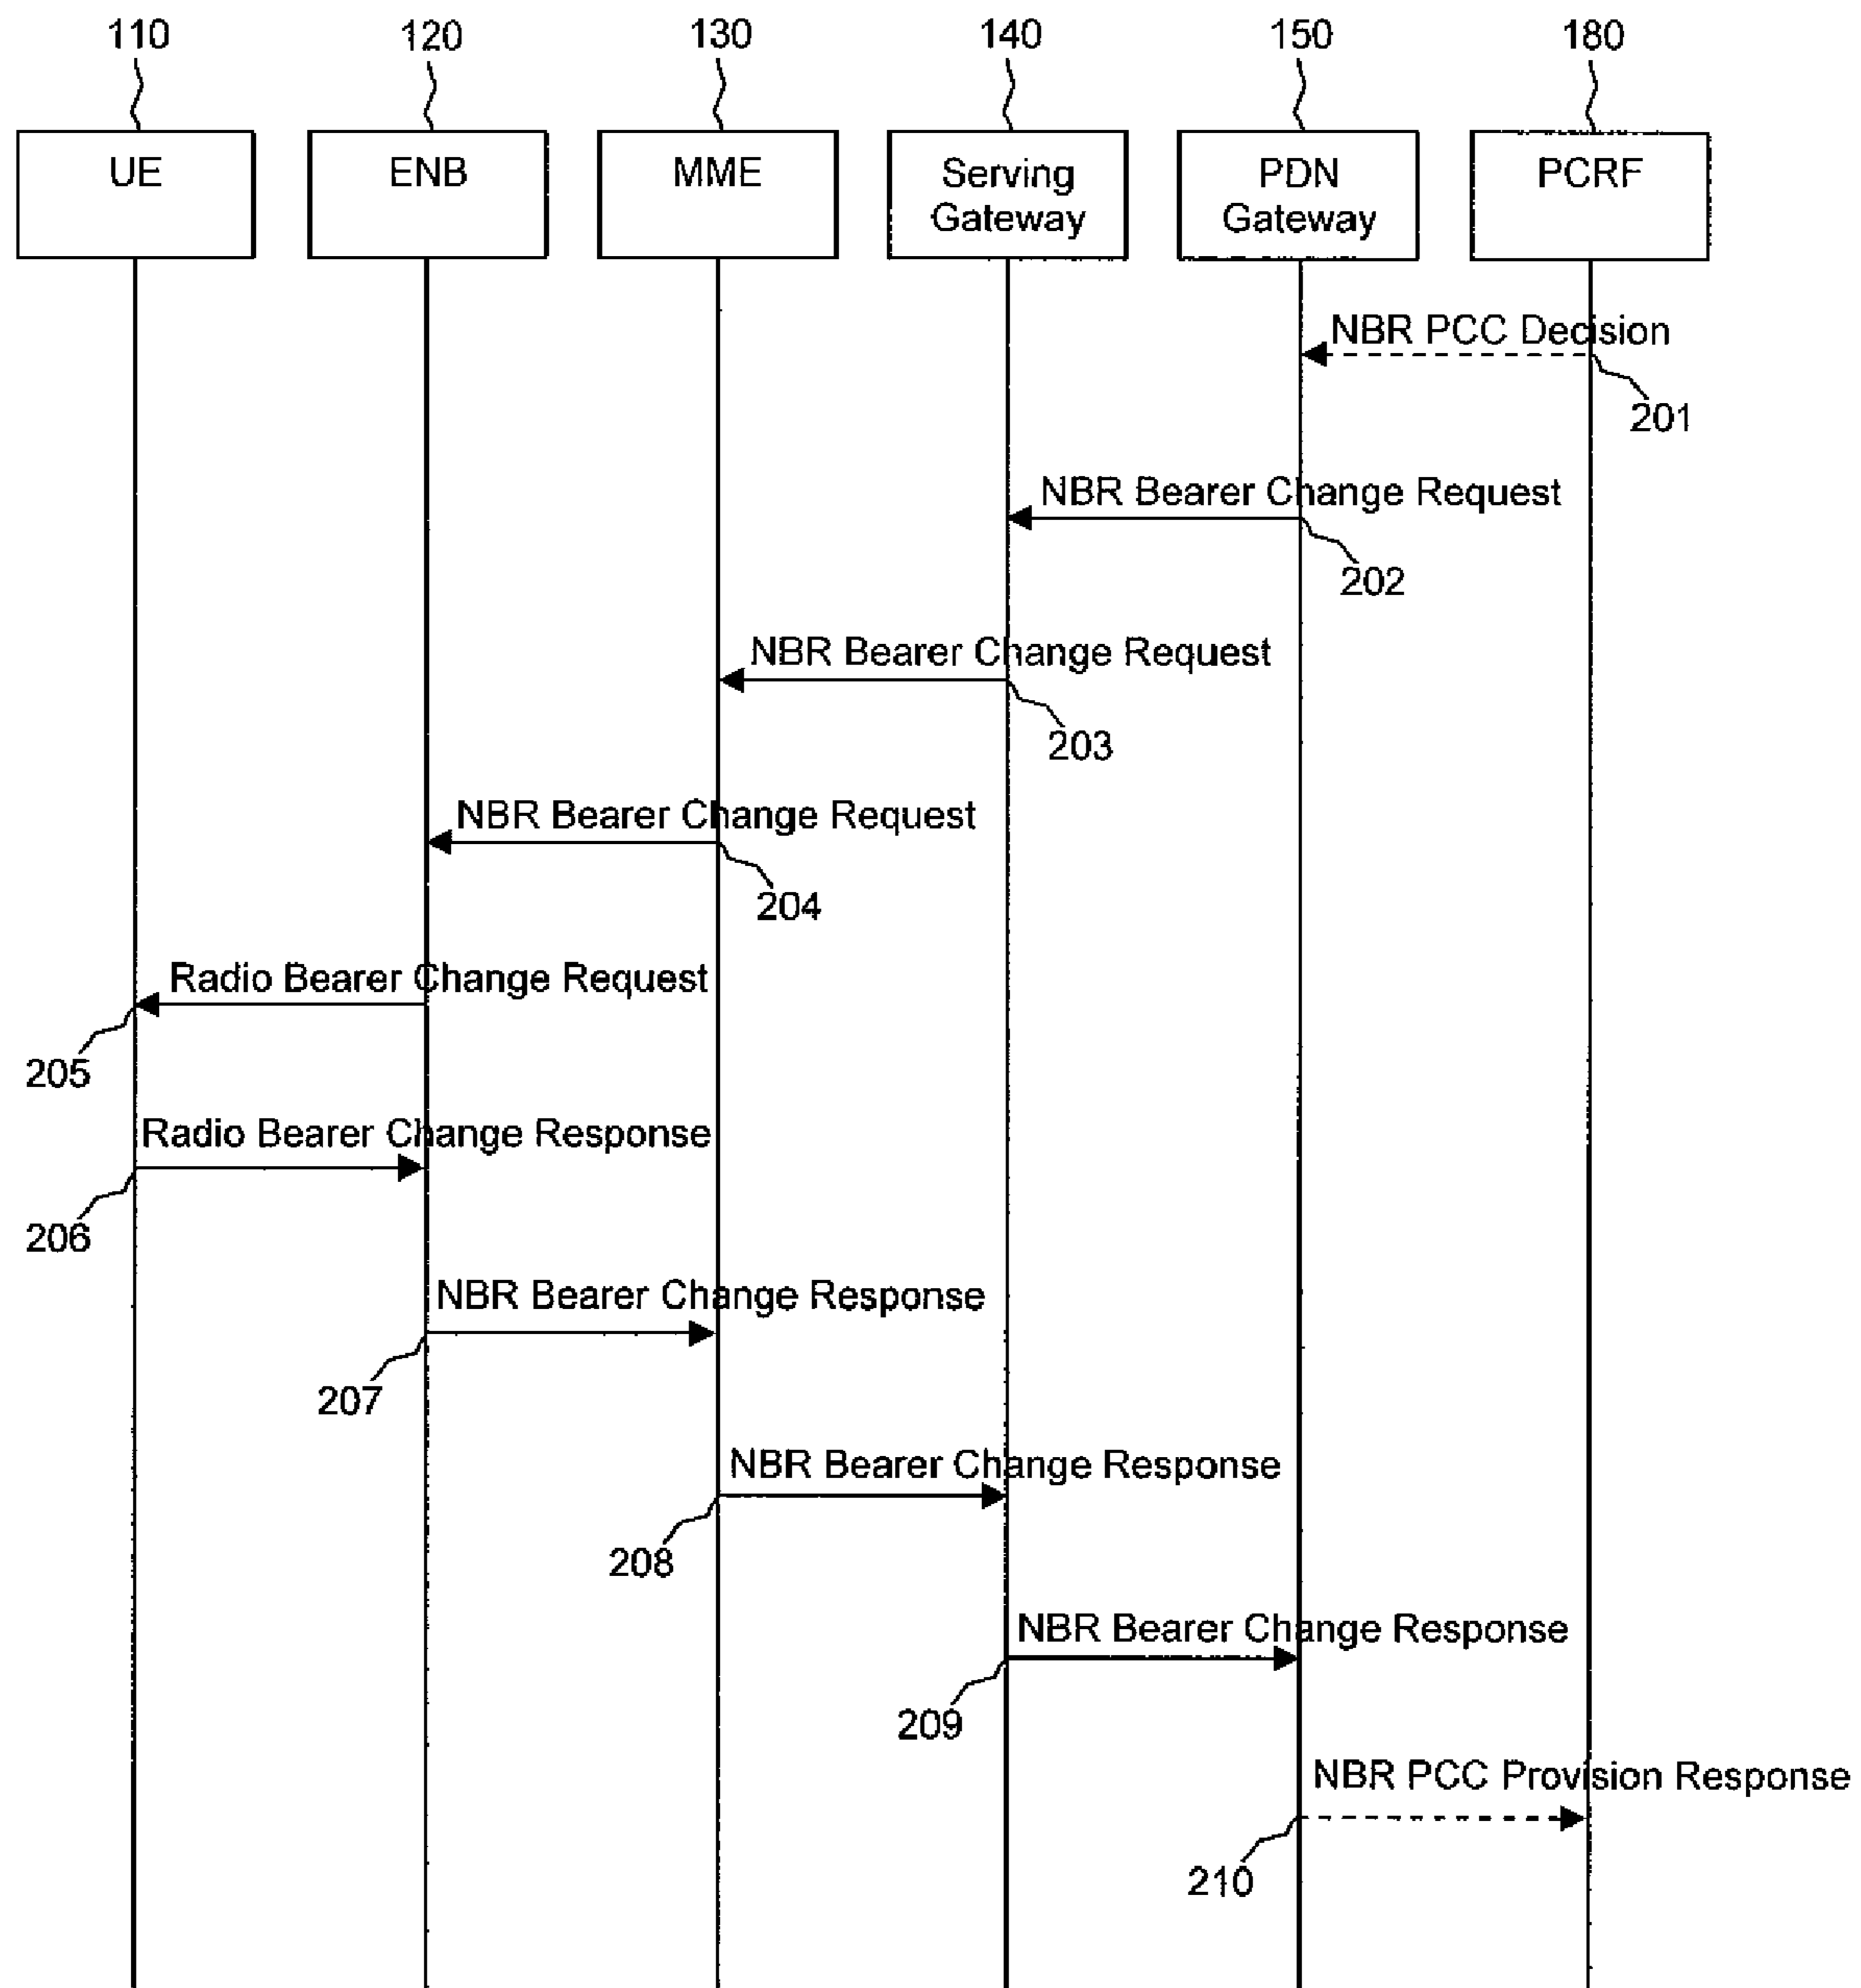 110 120 130 140 150 180
UE ENB MME Serving Gateway PDN Gateway PCRF
NBR PCC Decision
201
NBR Bearer Change Request
202
NBR Bearer Change Request
203
NBR Bearer Change Request
204
Radio Bearer Change Request
205
Radio Bearer Change Response
206
NBR Bearer Change Response
207
NBR Bearer Change Response
208
NBR Bearer Change Response
209
NBR PCC Provision Response
210